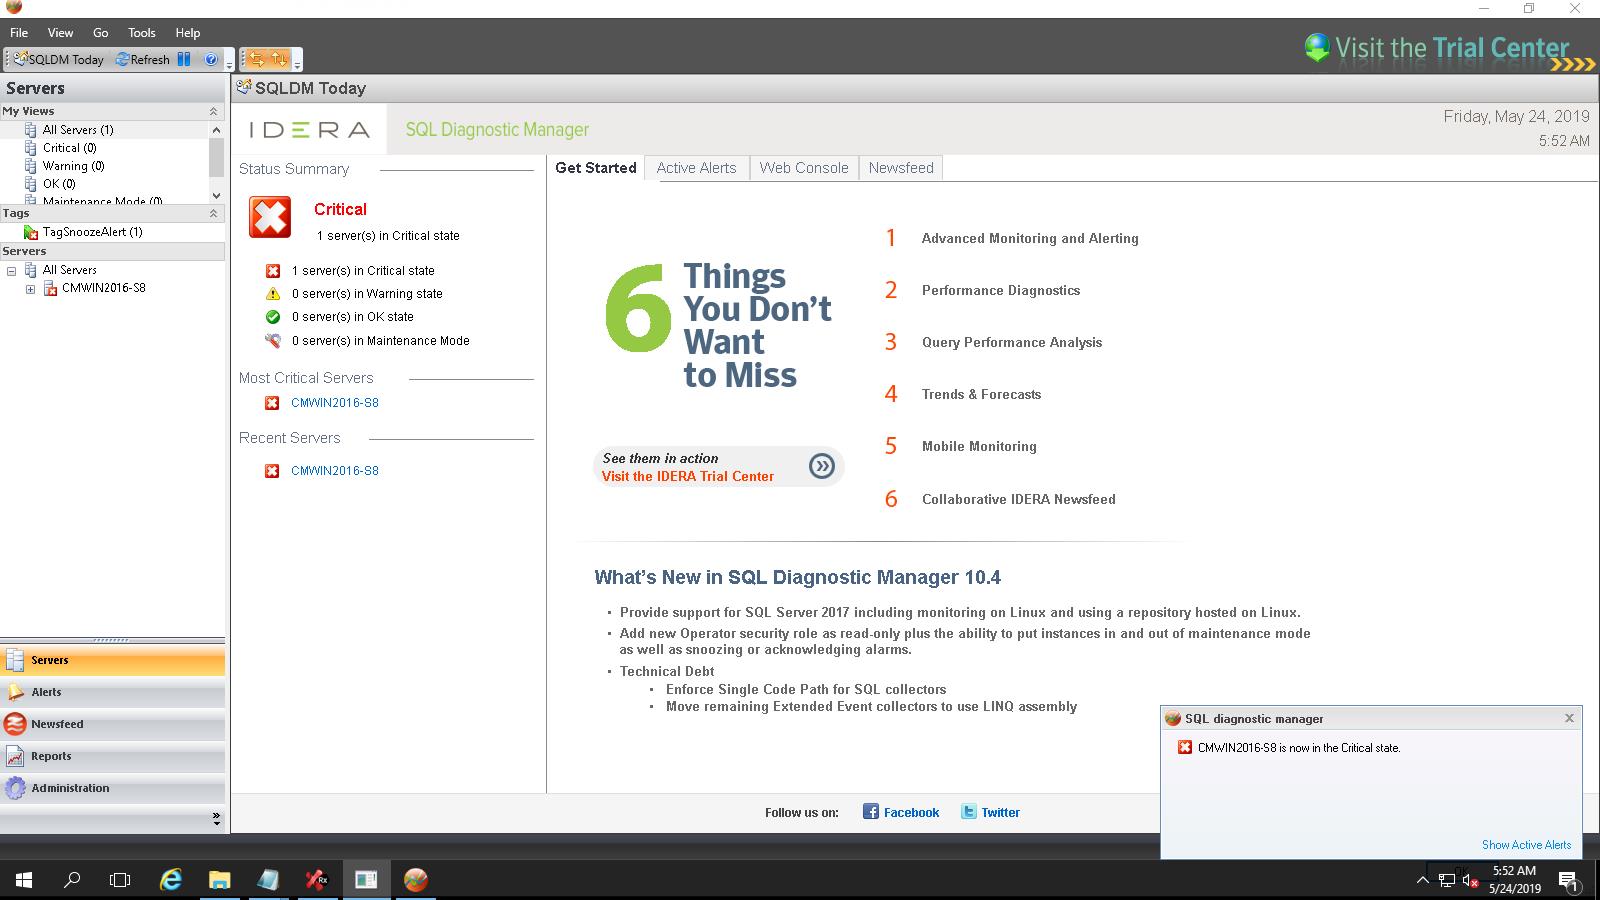 File View Go Tools Help
Visit the Trial Center
SQLDM Today Refresh
Servers
My Views
All Servers (1)
Critical (0)
Warning (0)
OK (0)
Maintenance Mode (0)
Tags
TagSnoozeAlert (1)
Servers
All Servers
CMWIN2016-S8
Servers
Alerts
Newsfeed
Reports
Administration
SQLDM Today
IDERA SQL Diagnostic Manager
Friday, May 24, 2019
5:52 AM
Status Summary
Critical
1 server(s) in Critical state
1 server(s) in Critical state
0 server(s) in Warning state
0 server(s) in OK state
0 server(s) in Maintenance Mode
Most Critical Servers
CMWIN2016-S8
Recent Servers
CMWIN2016-S8
Get Started Active Alerts Web Console Newsfeed
6 Things
You Don't
Want
to Miss
See them in action
Visit the IDERA Trial Center
1 Advanced Monitoring and Alerting
2 Performance Diagnostics
3 Query Performance Analysis
4 Trends & Forecasts
5 Mobile Monitoring
6 Collaborative IDERA Newsfeed
What's New in SQL Diagnostic Manager 10.4
• Provide support for SQL Server 2017 including monitoring on Linux and using a repository hosted on Linux.
• Add new Operator security role as read-only plus the ability to put instances in and out of maintenance mode
as well as snoozing or acknowledging alarms.
• Technical Debt
• Enforce Single Code Path for SQL collectors
• Move remaining Extended Event collectors to use LINQ assembly
Follow us on: Facebook Twitter
SQL diagnostic manager
CMWIN2016-S8 is now in the Critical state.
Show Active Alerts
Rx
5:52 AM
5/24/2019
1